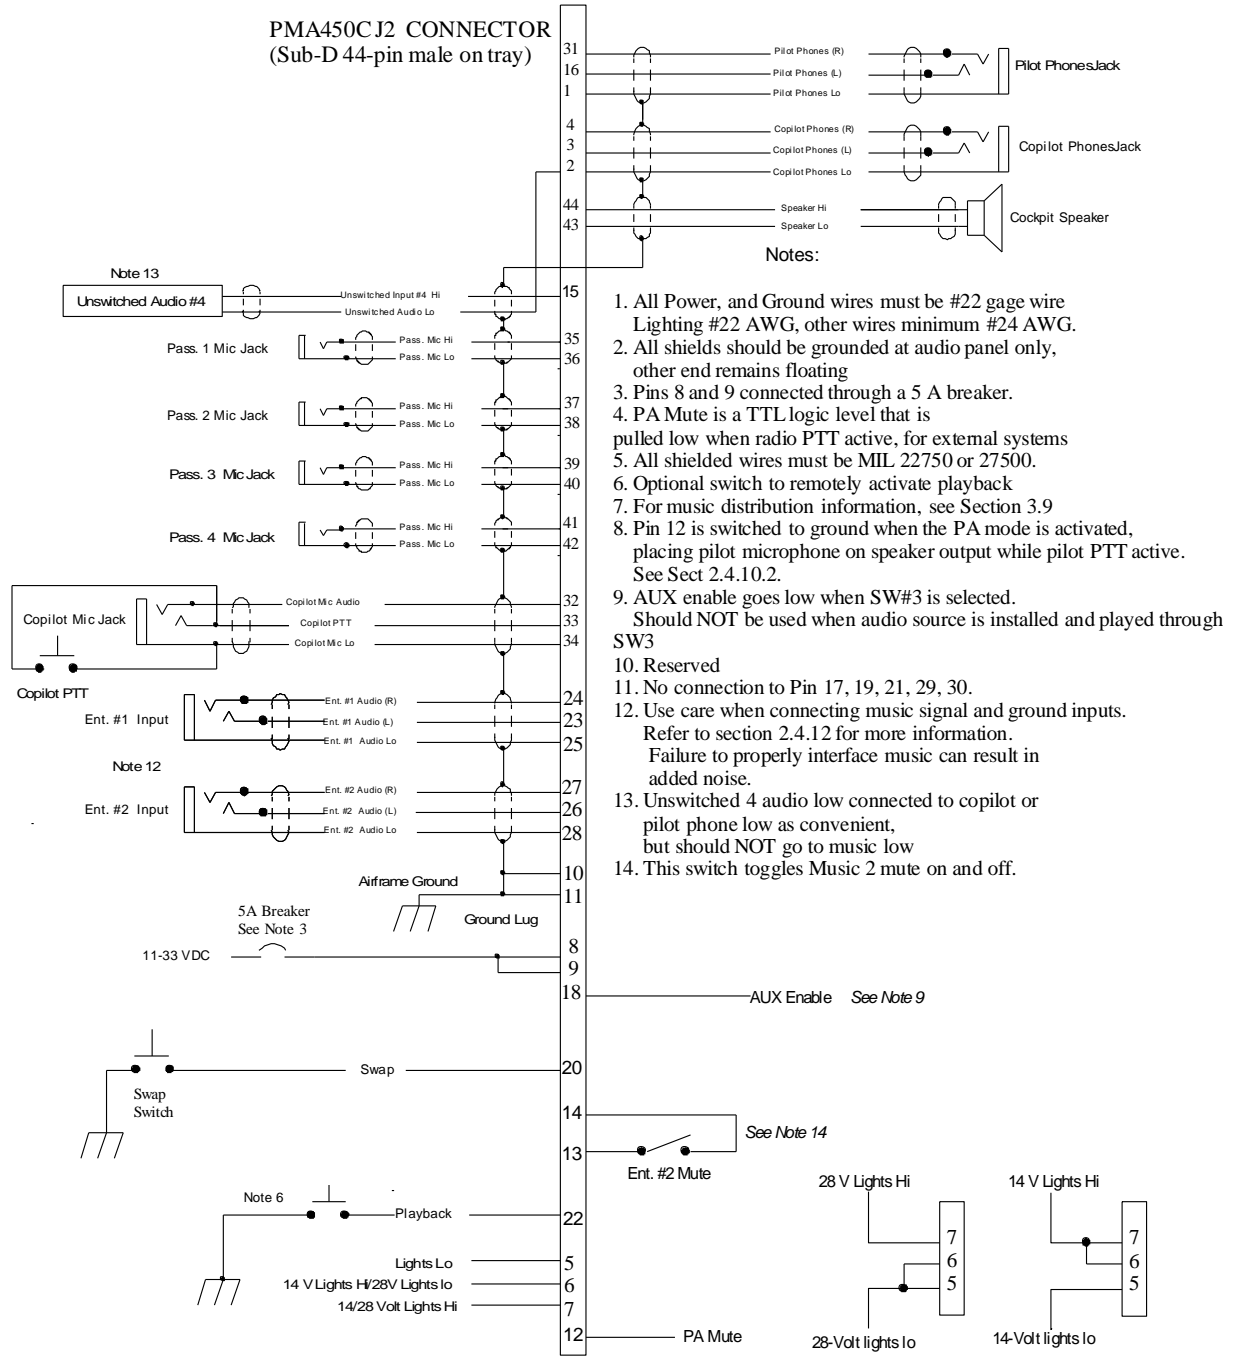 PMA450C J2 CONNECTOR
(Sub-D 44-pin male on tray)
31
Pilot Phones (R)
16
Pilot Phones (L)
1
Pilot Phones Lo
Pilot PhonesJack
4
Copilot Phones (R)
3
Copilot Phones (L)
2
Copilot Phones Lo
Copilot PhonesJack
44
Speaker Hi
43
Speaker Lo
Cockpit Speaker
Notes:
1. All Power, and Ground wires must be #22 gage wire
Lighting #22 AWG, other wires minimum #24 AWG.
2. All shields should be grounded at audio panel only,
other end remains floating
3. Pins 8 and 9 connected through a 5 A breaker.
4. PA Mute is a TTL logic level that is
pulled low when radio PTT active, for external systems
5. All shielded wires must be MIL 22750 or 27500.
6. Optional switch to remotely activate playback
7. For music distribution information, see Section 3.9
8. Pin 12 is switched to ground when the PA mode is activated,
placing pilot microphone on speaker output while pilot PTT active.
See Sect 2.4.10.2.
9. AUX enable goes low when SW#3 is selected.
Should NOT be used when audio source is installed and played through
SW3
10. Reserved
11. No connection to Pin 17, 19, 21, 29, 30.
12. Use care when connecting music signal and ground inputs.
Refer to section 2.4.12 for more information.
Failure to properly interface music can result in
added noise.
13. Unswitched 4 audio low connected to copilot or
pilot phone low as convenient,
but should NOT go to music low
14. This switch toggles Music 2 mute on and off.
Note 13
Unswitched Audio #4
Unswitched Input #4 Hi
15
Unswitched Audio Lo
Pass. 1 Mic Jack
Pass. Mic Hi
35
Pass. Mic Lo
36
Pass. 2 Mic Jack
Pass. Mic Hi
37
Pass. Mic Lo
38
Pass. 3 Mic Jack
Pass. Mic Hi
39
Pass. Mic Lo
40
Pass. 4 Mic Jack
Pass. Mic Hi
41
Pass. Mic Lo
42
Copilot Mic Jack
Copilot Mic Audio
32
Copilot PTT
33
Copilot Mic Lo
34
Copilot PTT
Ent. #1 Input
Ent. #1 Audio (R)
24
Ent. #1 Audio (L)
23
Ent. #1 Audio Lo
25
Note 12
Ent. #2 Input
Ent. #2 Audio (R)
27
Ent. #2 Audio (L)
26
Ent. #2 Audio Lo
28
Airframe Ground
10
11
Ground Lug
5A Breaker
See Note 3
11-33 VDC
8
9
18
AUX Enable See Note 9
Swap
20
Swap
Switch
14
See Note 14
13
Ent. #2 Mute
Note 6
Playback
22
Lights Lo
5
14 V Lights Hi/28V Lights lo
6
14/28 Volt Lights Hi
7
12
PA Mute
28 V Lights Hi
7
6
5
28-Volt lights lo
14 V Lights Hi
7
6
5
14-Volt lights lo